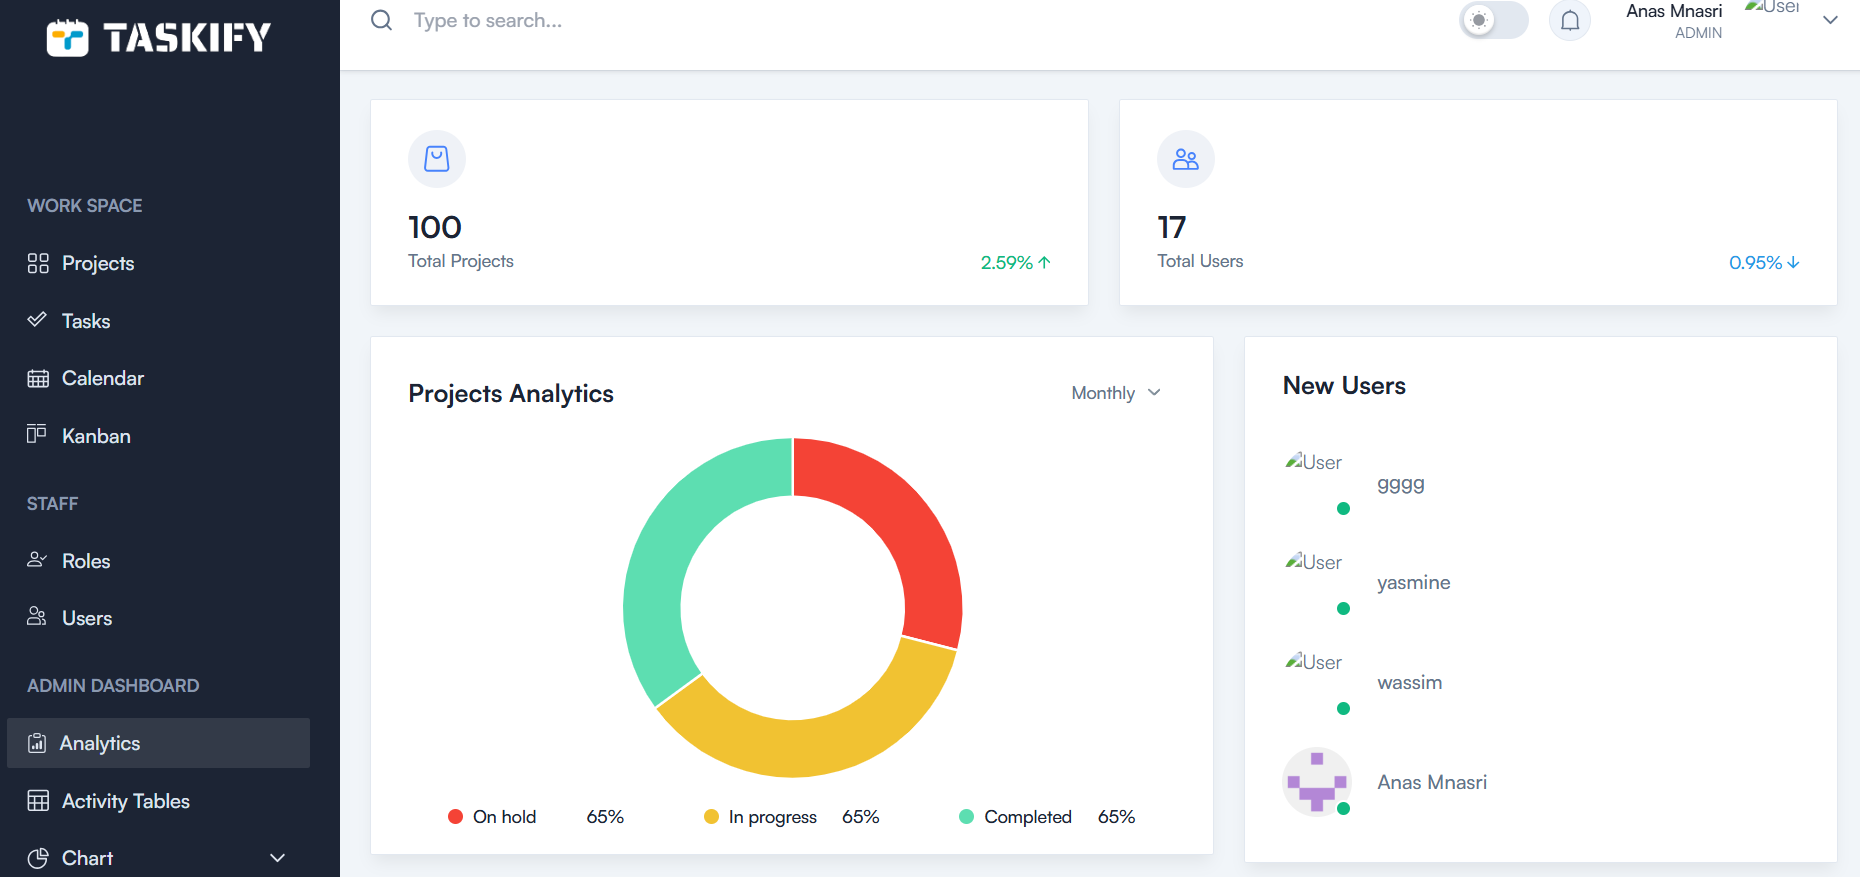 TASKIFY
WORK SPACE
Projects
Tasks
Calendar
Kanban
STAFF
Roles
Users
ADMIN DASHBOARD
Analytics
Activity Tables
Chart
Type to search...
Anas Mnasri
ADMIN
User
100
Total Projects
2.59%
17
Total Users
0.95%
Projects Analytics
Monthly
On hold 65%
In progress 65%
Completed 65%
New Users
User
gggg
User
yasmine
User
wassim
Anas Mnasri